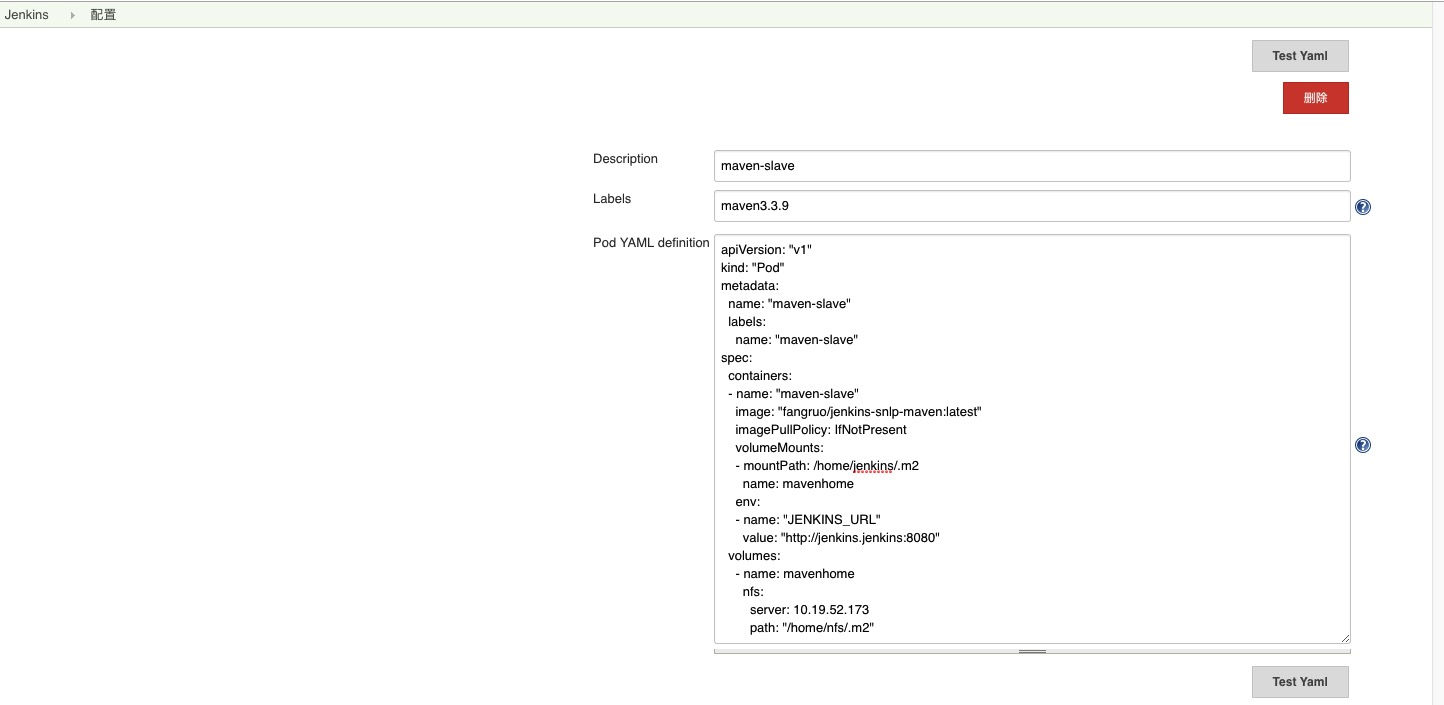 Jenkins 配置
Test Yaml
删除
Description maven-slave
Labels maven3.3.9
Pod YAML definition
apiVersion: "v1"
kind: "Pod"
metadata:
  name: "maven-slave"
  labels:
    name: "maven-slave"
spec:
  containers:
  - name: "maven-slave"
    image: "fangruo/jenkins-snlp-maven:latest"
    imagePullPolicy: IfNotPresent
    volumeMounts:
    - mountPath: /home/jenkins/.m2
      name: mavenhome
    env:
    - name: "JENKINS_URL"
      value: "http://jenkins.jenkins:8080"
  volumes:
    - name: mavenhome
      nfs:
        server: 10.19.52.173
        path: "/home/nfs/.m2"
Test Yaml